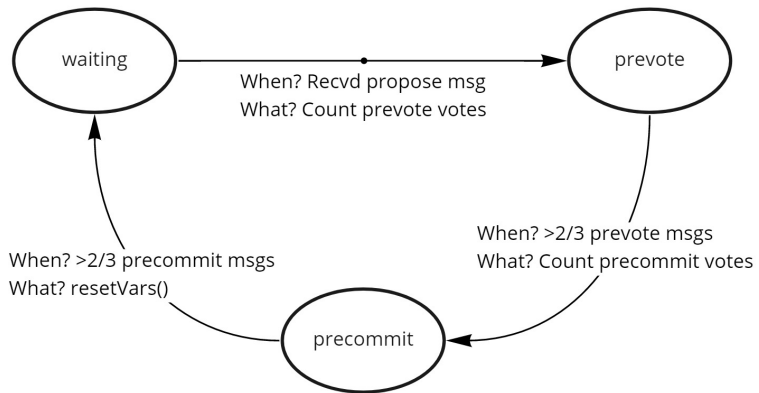 waiting
prevote
When? Recvd propose msg
What? Count prevote votes
When? >2/3 prevote msgs
What? Count precommit votes
When? >2/3 precommit msgs
What? resetVars()
precommit